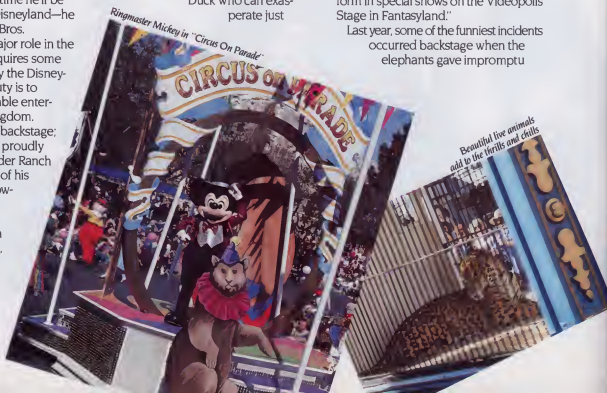 time he'll be
isneyland—he
Bros.
ajor role in the
quires some
y the Disney-
uty is to
able enter-
ngdom.
backstage;
proudly
der Ranch
of his
ow-
.
Duck who can exas-
perate just
form in special shows on the Videopolis
Stage in Fantasyland."
Last year, some of the funniest incidents
occurred backstage when the
elephants gave impromptu
Ringmaster Mickey in "Circus On Parade"
CIRCUS ON PARADE
Beautiful live animals
add to the thrills and chills